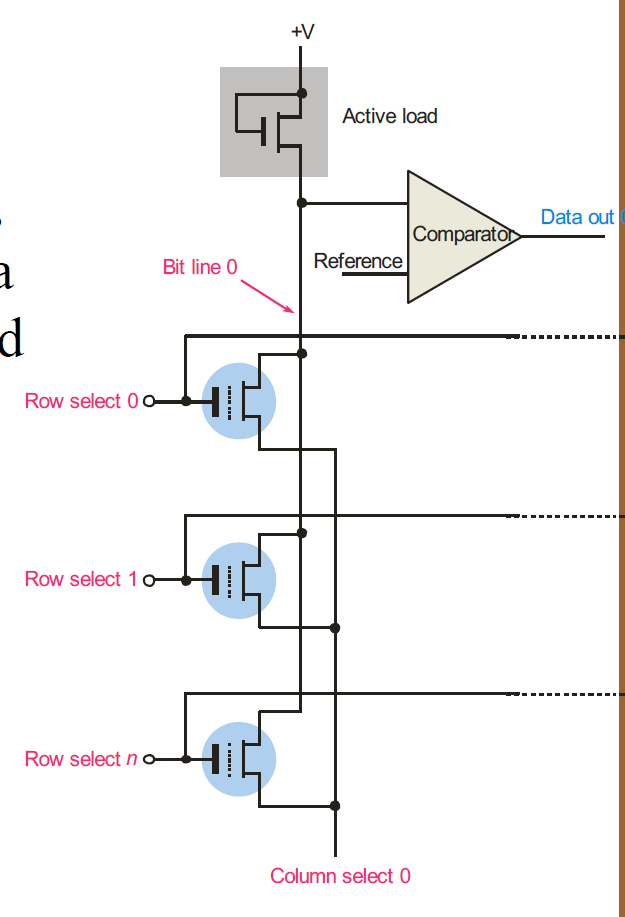 +V
Active load
Data out
Comparator
Reference
Bit line 0
a
d
Row select 0
Row select 1
Row select n
Column select 0